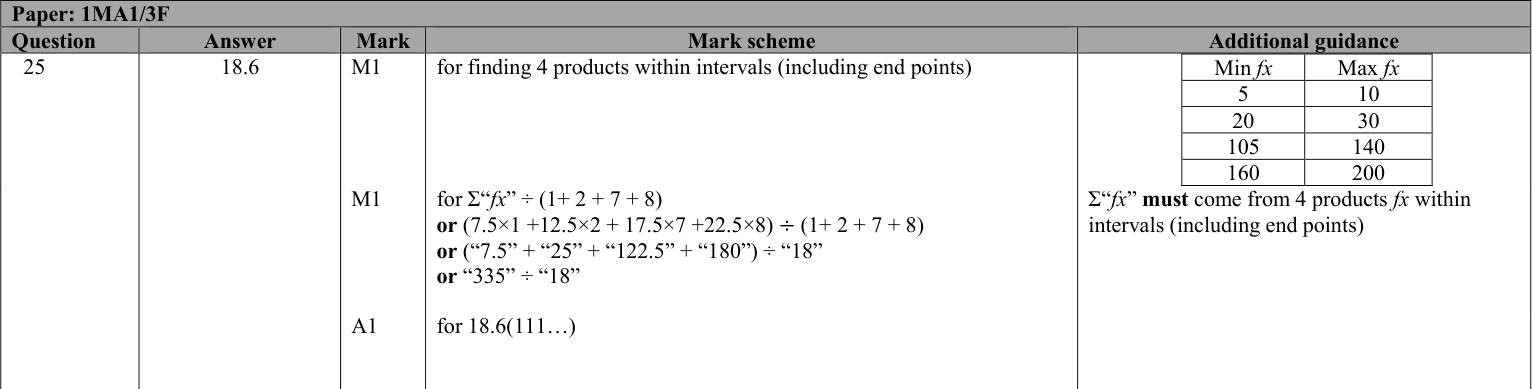 Paper: 1MA1/3F
Question Answer Mark Mark scheme Additional guidance
25 18.6 M1 for finding 4 products within intervals (including end points) Min fx Max fx
5 10
20 30
105 140
160 200
M1 for Σ“fx” ÷ (1+ 2 + 7 + 8) Σ“fx” must come from 4 products fx within
or (7.5×1 +12.5×2 + 17.5×7 +22.5×8) ÷ (1+ 2 + 7 + 8) intervals (including end points)
or (“7.5” + “25” + “122.5” + “180”) ÷ “18”
or “335” ÷ “18”
A1 for 18.6(111…)